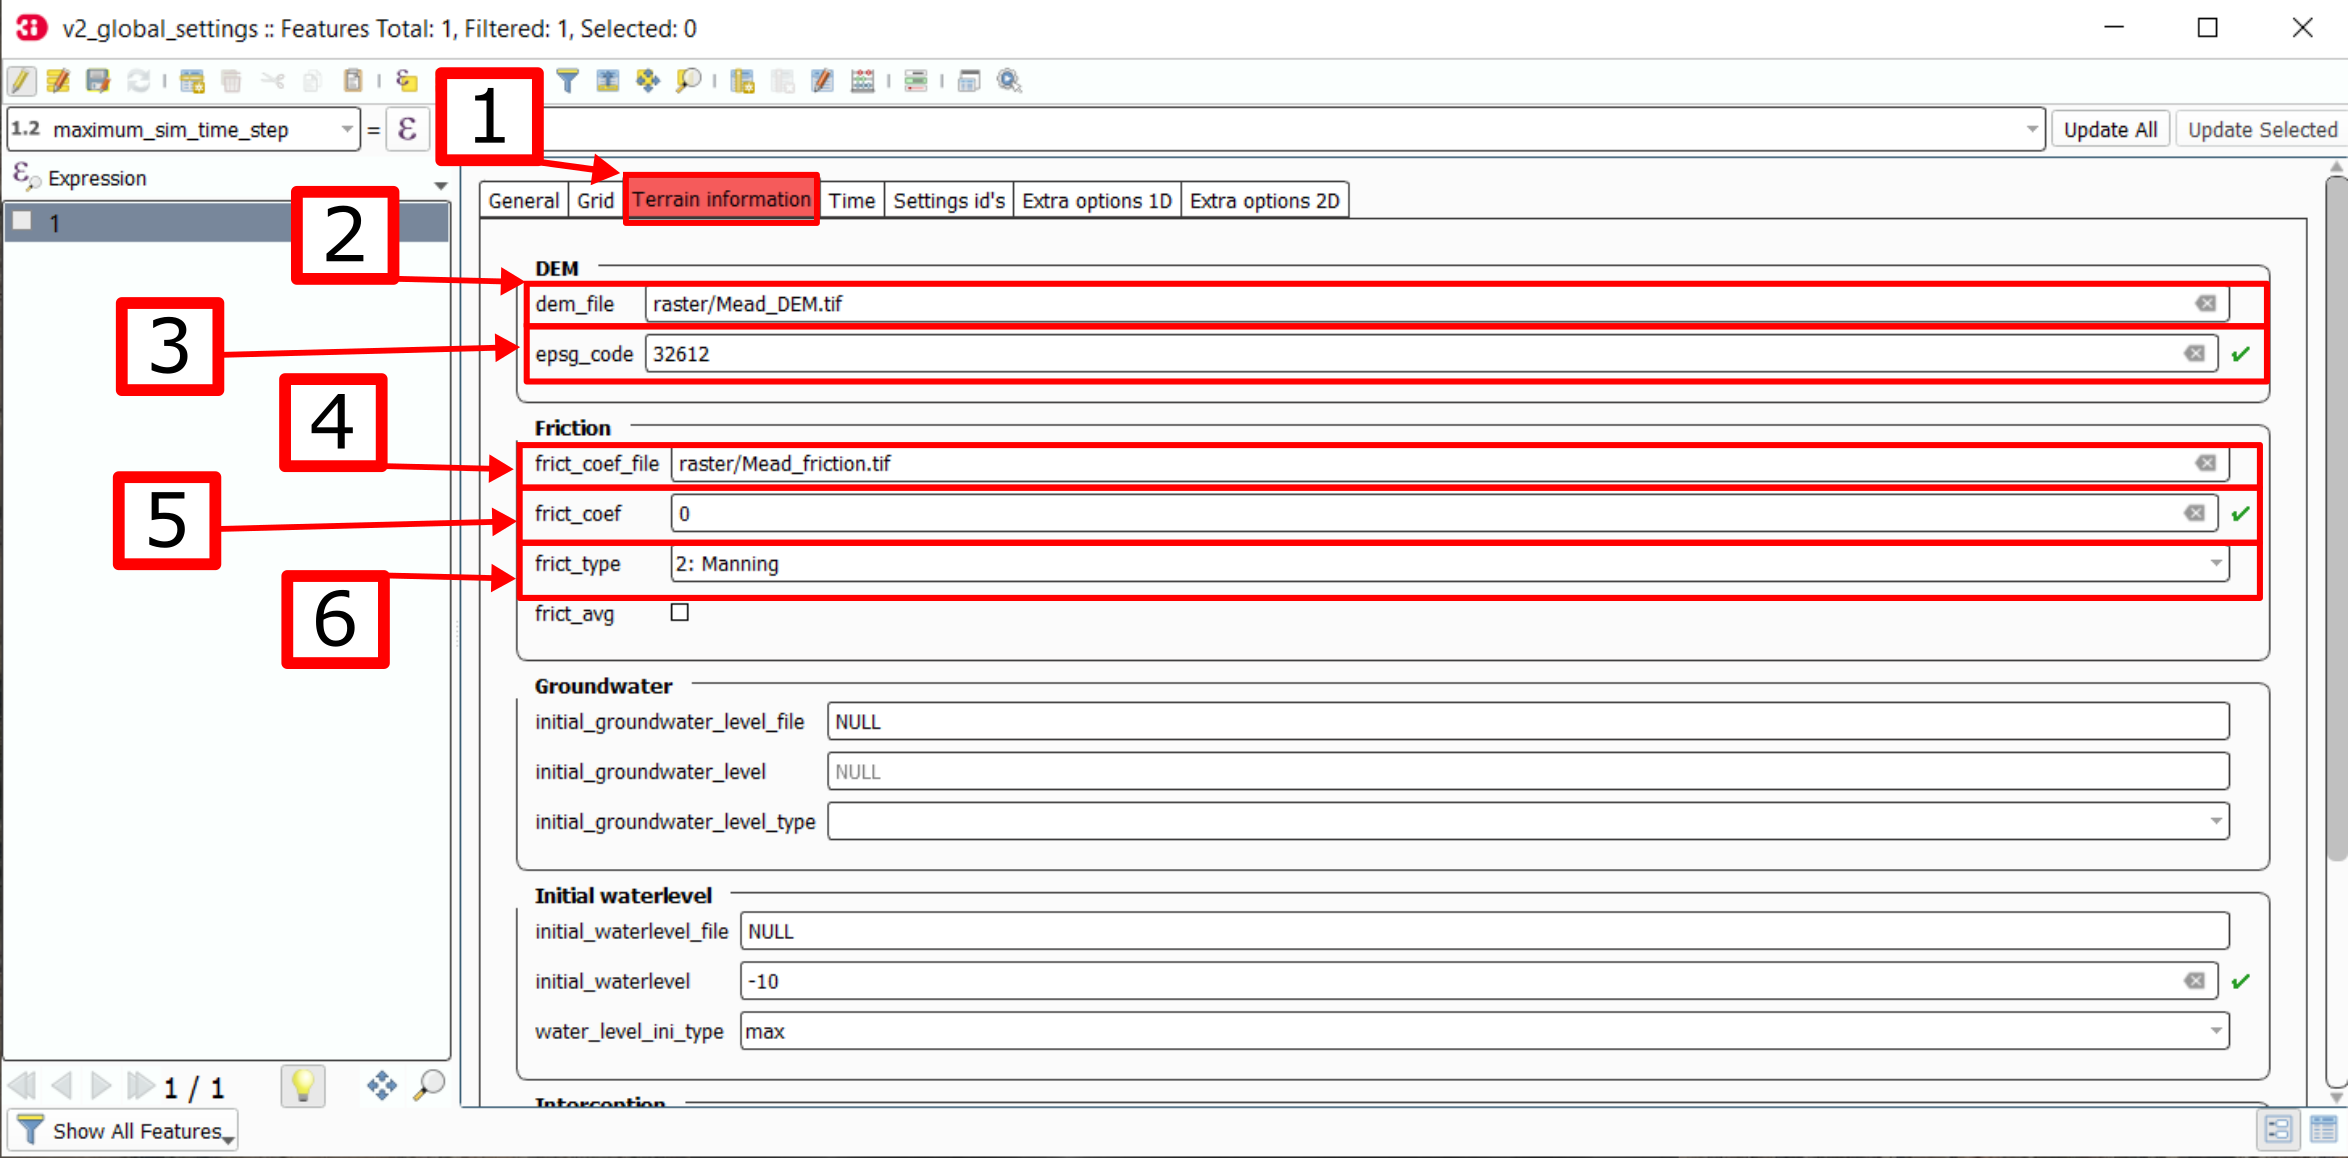 3i v2_global_settings :: Features Total: 1, Filtered: 1, Selected: 0
1.2 maximum_sim_time_step = ε Update All Update Selected
1
ε Expression
1
General Grid Terrain information Time Settings id's Extra options 1D Extra options 2D
2
DEM
dem_file raster/Mead_DEM.tif
3
epsg_code 32612
4
Friction
frict_coef_file raster/Mead_friction.tif
5
frict_coef 0
frict_type 2: Manning
6
frict_avg
Groundwater
initial_groundwater_level_file NULL
initial_groundwater_level NULL
initial_groundwater_level_type
Initial waterlevel
initial_waterlevel_file NULL
initial_waterlevel -10
water_level_ini_type max
Interception
1 / 1
Show All Features